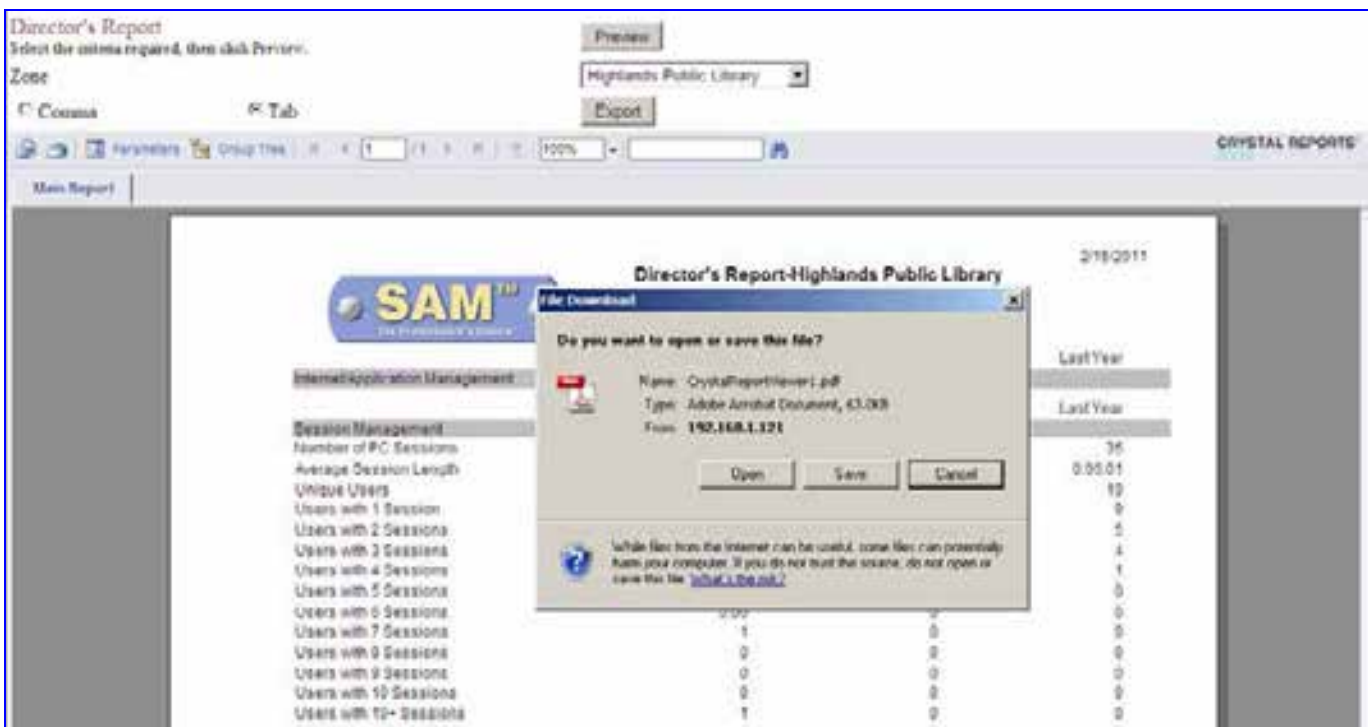 Director's Report
Select the criteria required, then click Preview.
Preview
Zone
Highlands Public Library
Comma
Tab
Export
Parameters
Group Tree
1
/1
100%
CRYSTAL REPORTS
Main Report
2/18/2011
Director's Report-Highlands Public Library
SAM™
File Download
Do you want to open or save this file?
Last Year
Internet/Application Management
Name: CrystalReportViewer1.pdf
Type: Adobe Acrobat Document, 43.0KB
From: 192.168.1.121
Last Year
Session Management
Number of PC Sessions 36
Average Session Length
Open Save Cancel
Unique Users 19
Users with 1 Session 9
Users with 2 Sessions 5
Users with 3 Sessions 4
While files from the Internet can be useful, some files can potentially
harm your computer. If you do not trust the source, do not open or
save this file. What's the risk?
Users with 4 Sessions 1
Users with 5 Sessions 0
Users with 6 Sessions 0.00 0 0
Users with 7 Sessions 1 0 0
Users with 8 Sessions 0 0 0
Users with 9 Sessions 0 0 0
Users with 10 Sessions 0 0 0
Users with 10+ Sessions 1 0 0